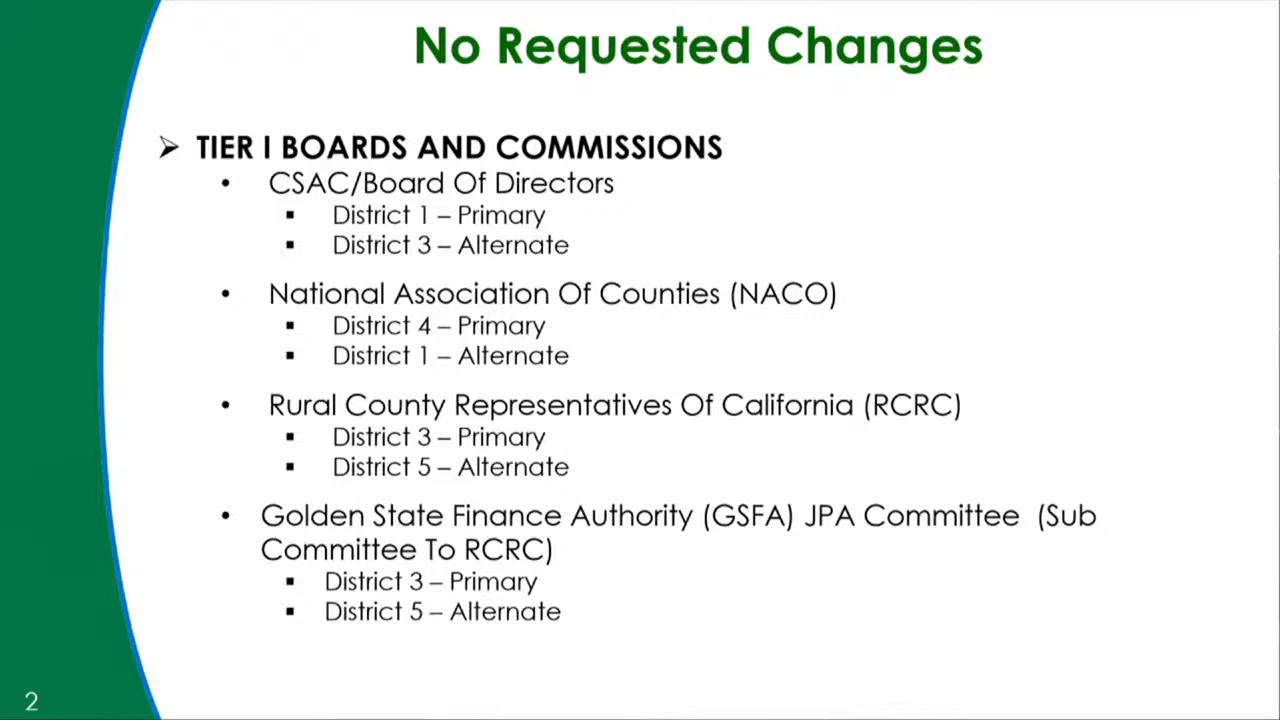 No Requested Changes
➢ TIER I BOARDS AND COMMISSIONS
• CSAC/Board Of Directors
▪ District 1 – Primary
▪ District 3 – Alternate
• National Association Of Counties (NACO)
▪ District 4 – Primary
▪ District 1 – Alternate
• Rural County Representatives Of California (RCRC)
▪ District 3 – Primary
▪ District 5 – Alternate
• Golden State Finance Authority (GSFA) JPA Committee (Sub
Committee To RCRC)
▪ District 3 – Primary
▪ District 5 – Alternate
2